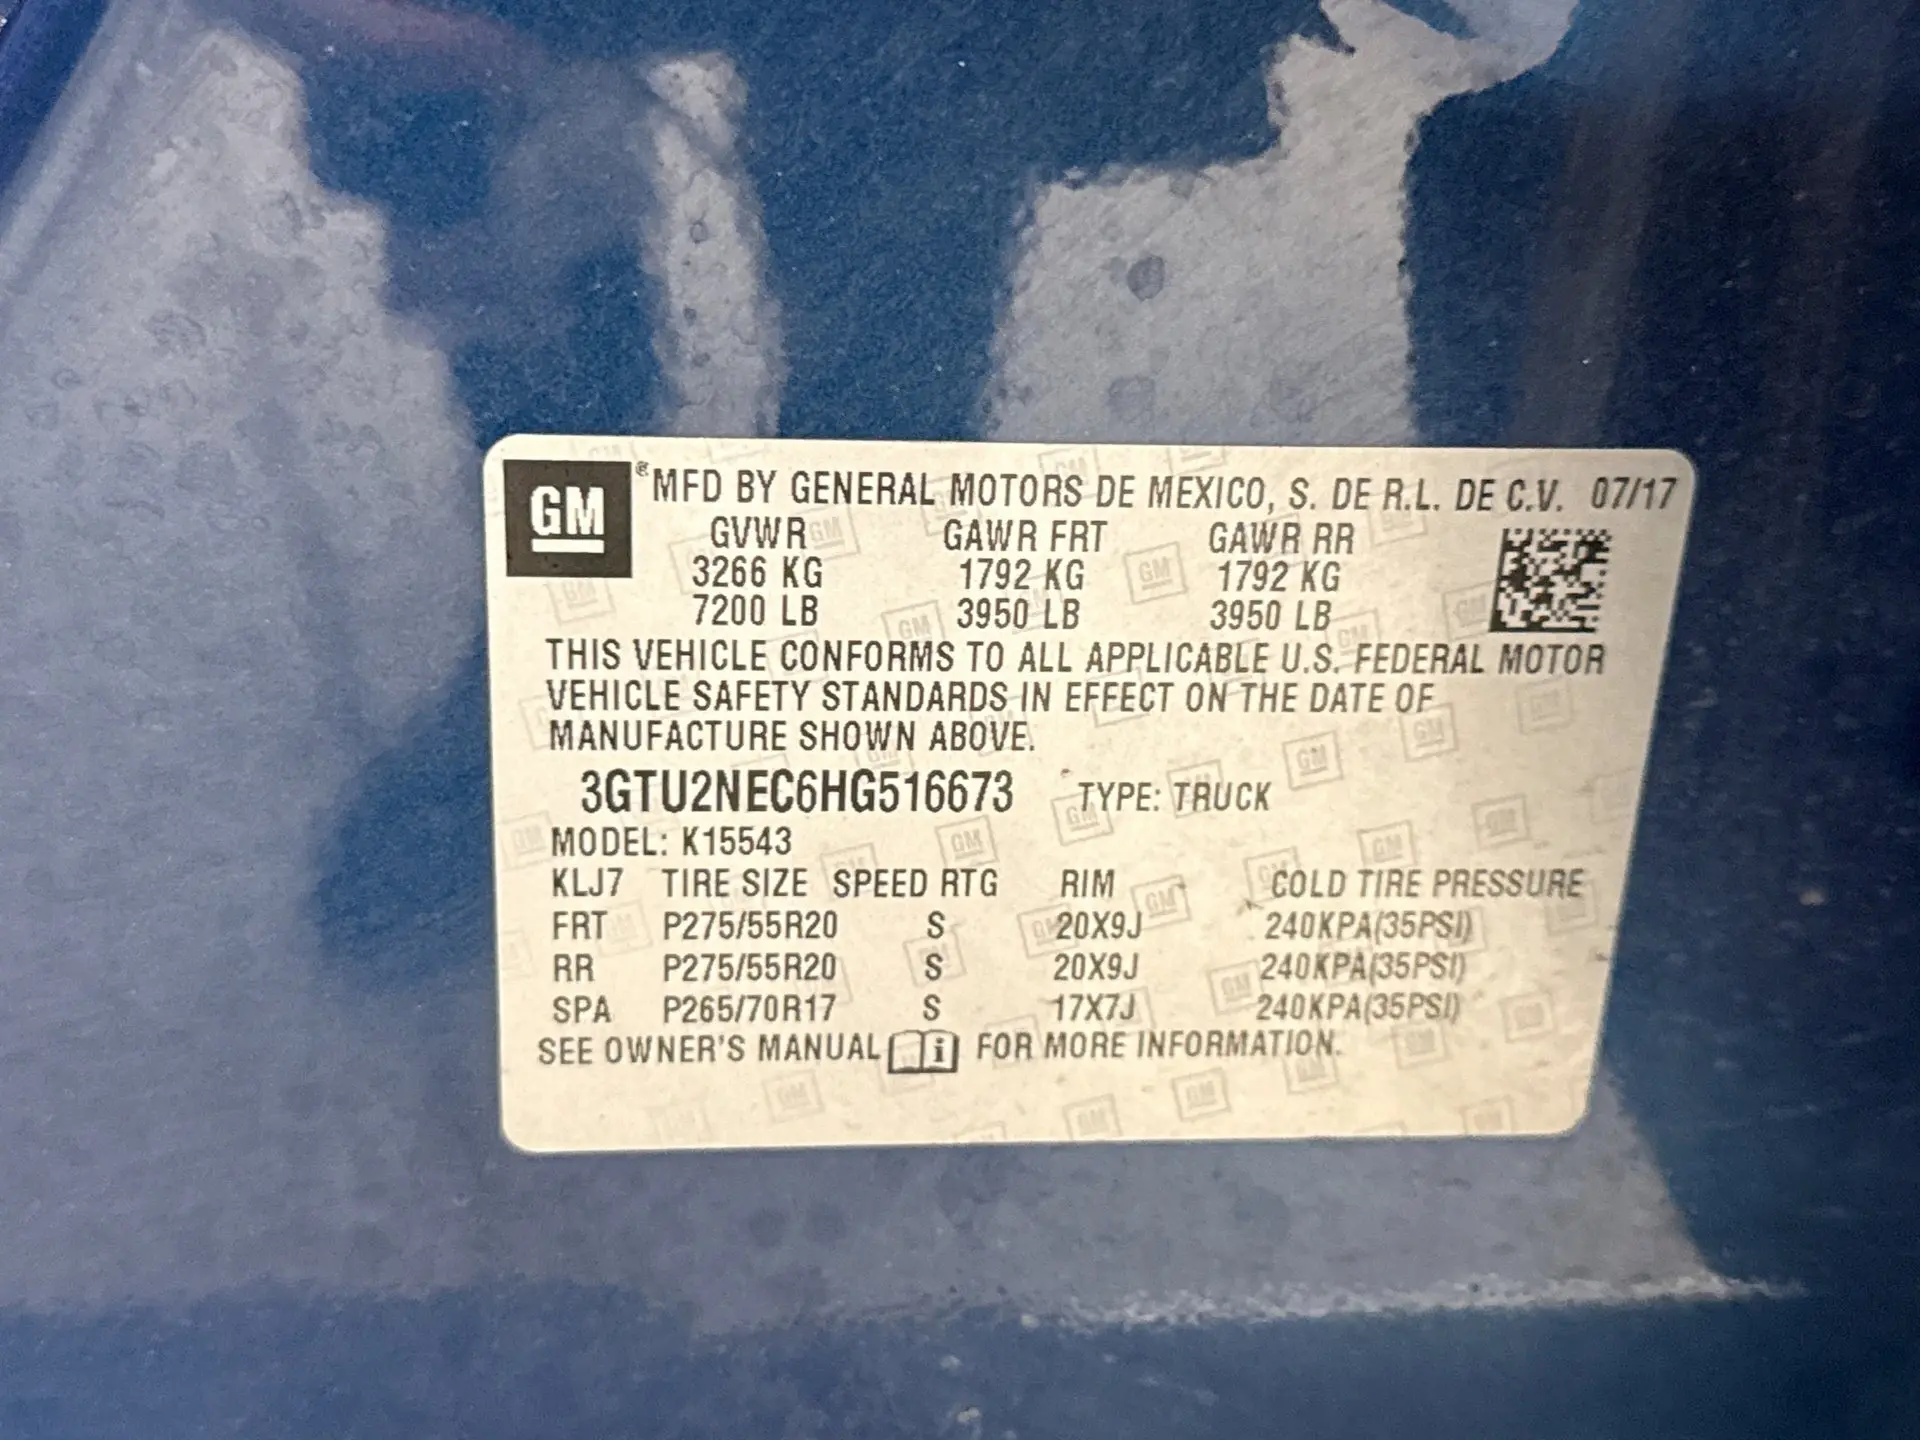 GM ® MFD BY GENERAL MOTORS DE MEXICO, S. DE R.L. DE C.V. 07/17
GVWR GAWR FRT GAWR RR
3266 KG 1792 KG 1792 KG
7200 LB 3950 LB 3950 LB
THIS VEHICLE CONFORMS TO ALL APPLICABLE U.S. FEDERAL MOTOR
VEHICLE SAFETY STANDARDS IN EFFECT ON THE DATE OF
MANUFACTURE SHOWN ABOVE.
3GTU2NEC6HG516673 TYPE: TRUCK
MODEL: K15543
KLJ7 TIRE SIZE SPEED RTG RIM COLD TIRE PRESSURE
FRT P275/55R20 S 20X9J 240KPA(35PSI)
RR P275/55R20 S 20X9J 240KPA(35PSI)
SPA P265/70R17 S 17X7J 240KPA(35PSI)
SEE OWNER'S MANUAL i FOR MORE INFORMATION.